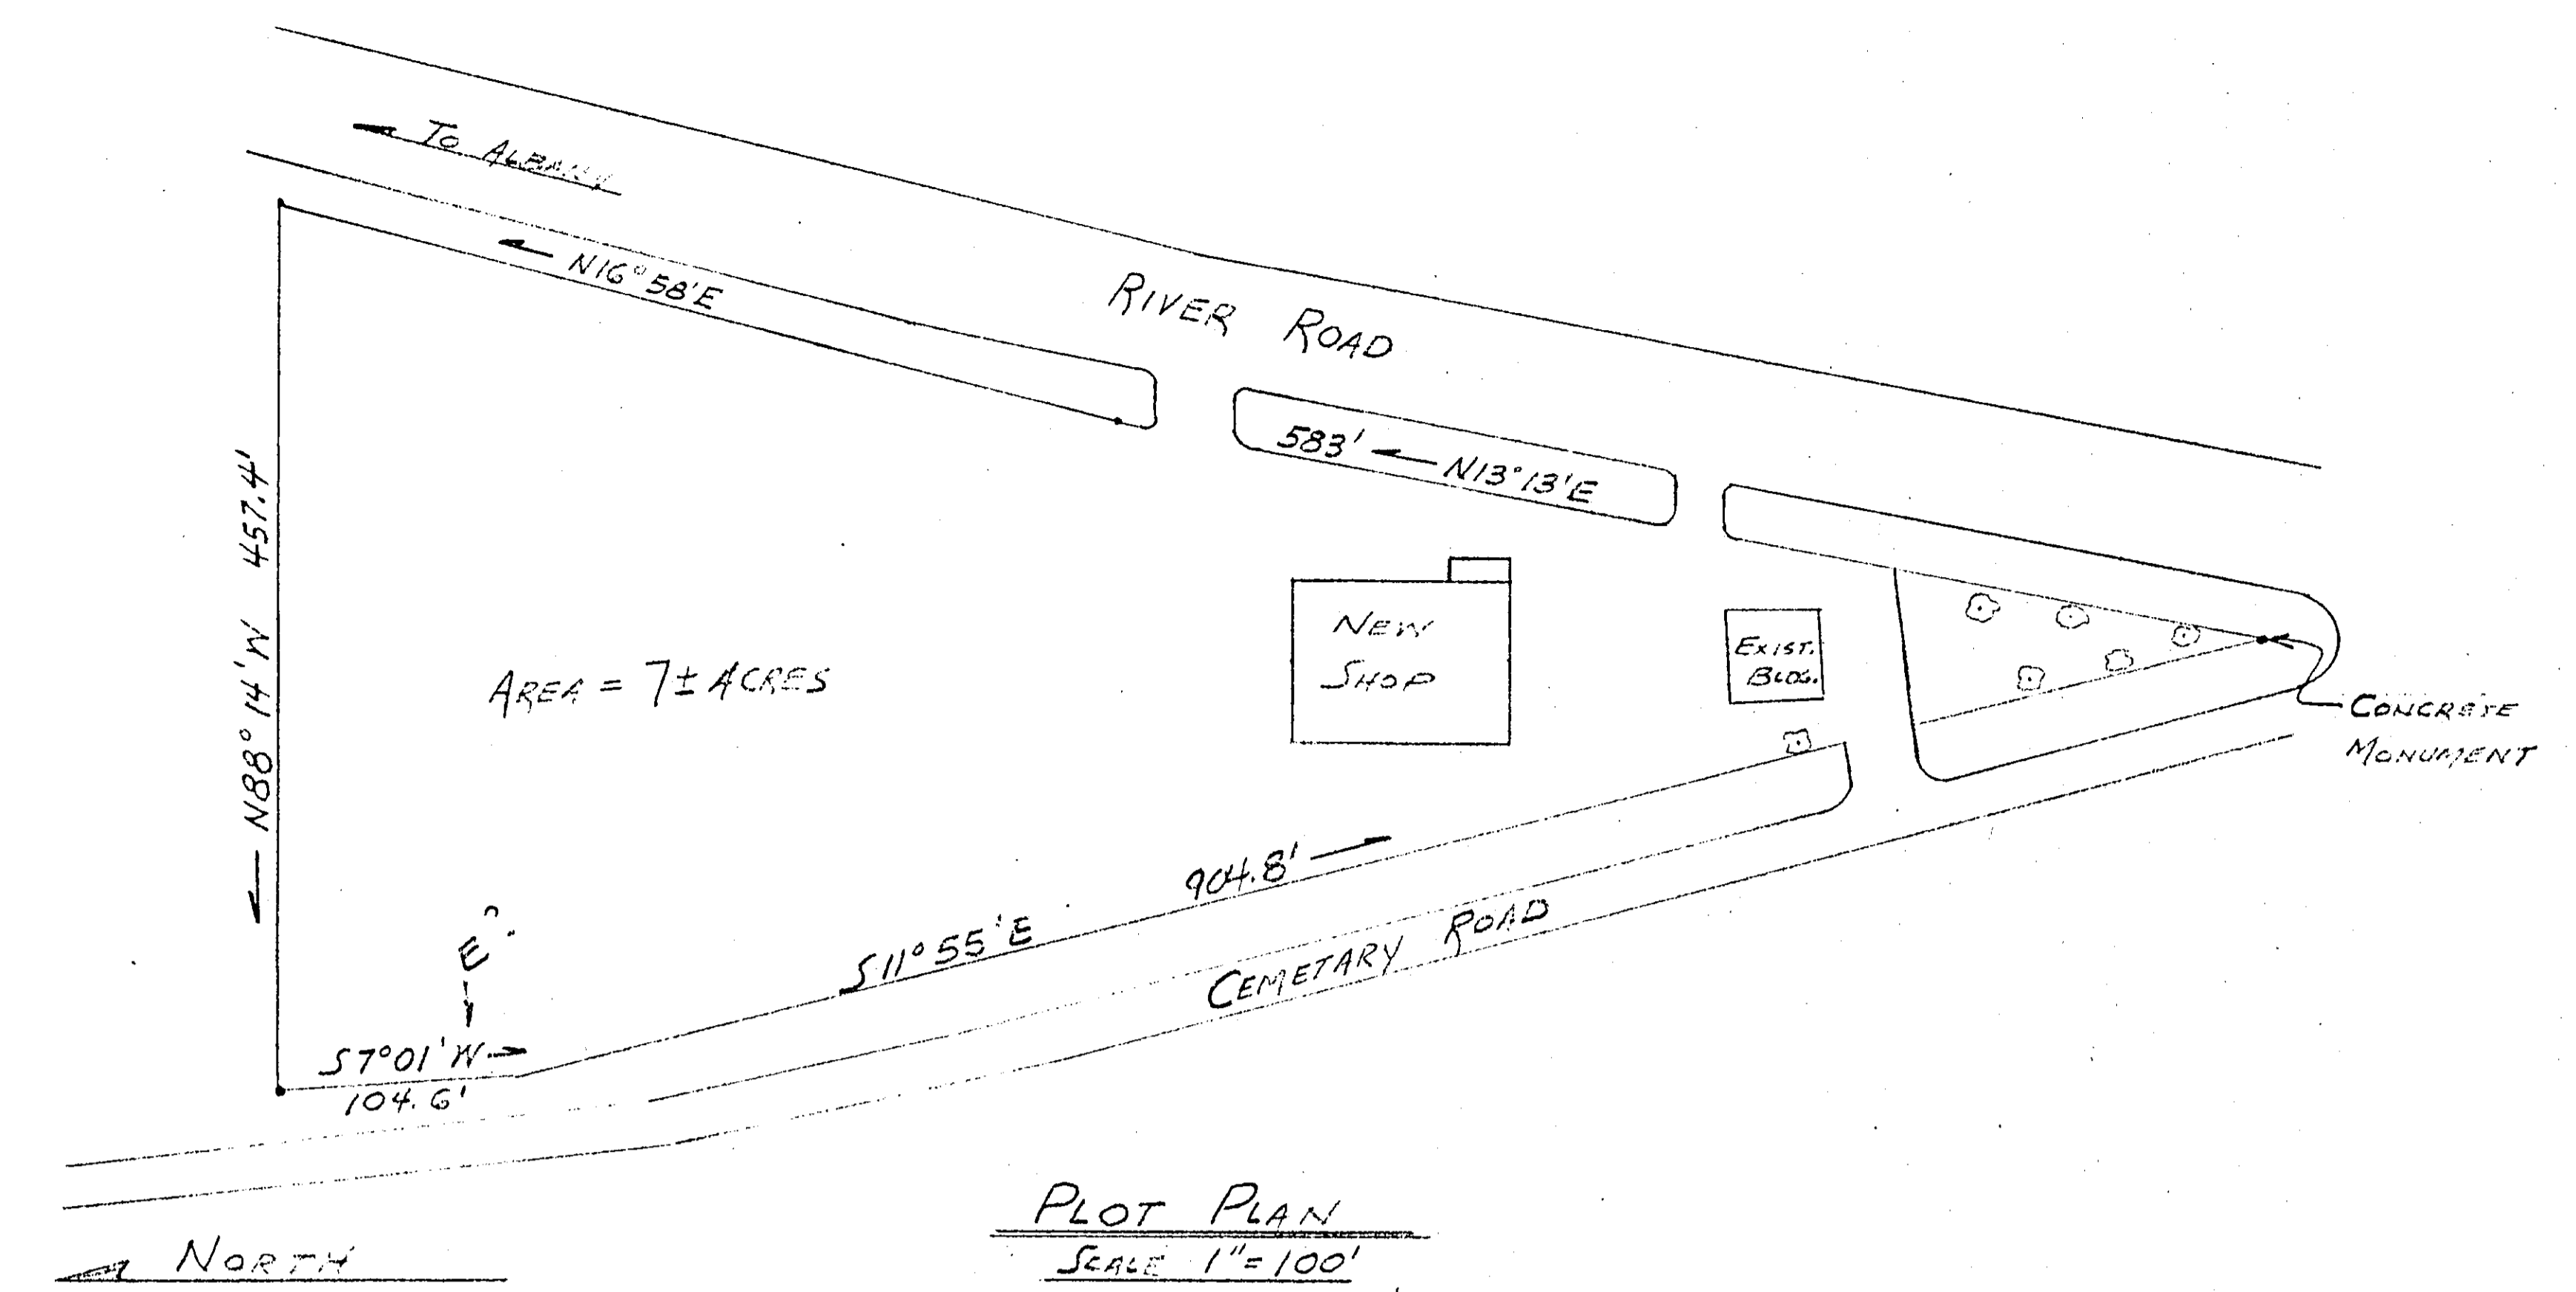 TO ALBANY
N16°58'E
RIVER ROAD
583' N13°13'E
N88°14'W 457.4'
NEW
SHOP
EXIST.
BLDG.
AREA = 7± ACRES
CONCRETE
MONUMENT
904.8'
S11°55'E
CEMETARY ROAD
E ?
S7°01'W
104.6'
PLOT PLAN
SCALE 1"=100'
NORTH